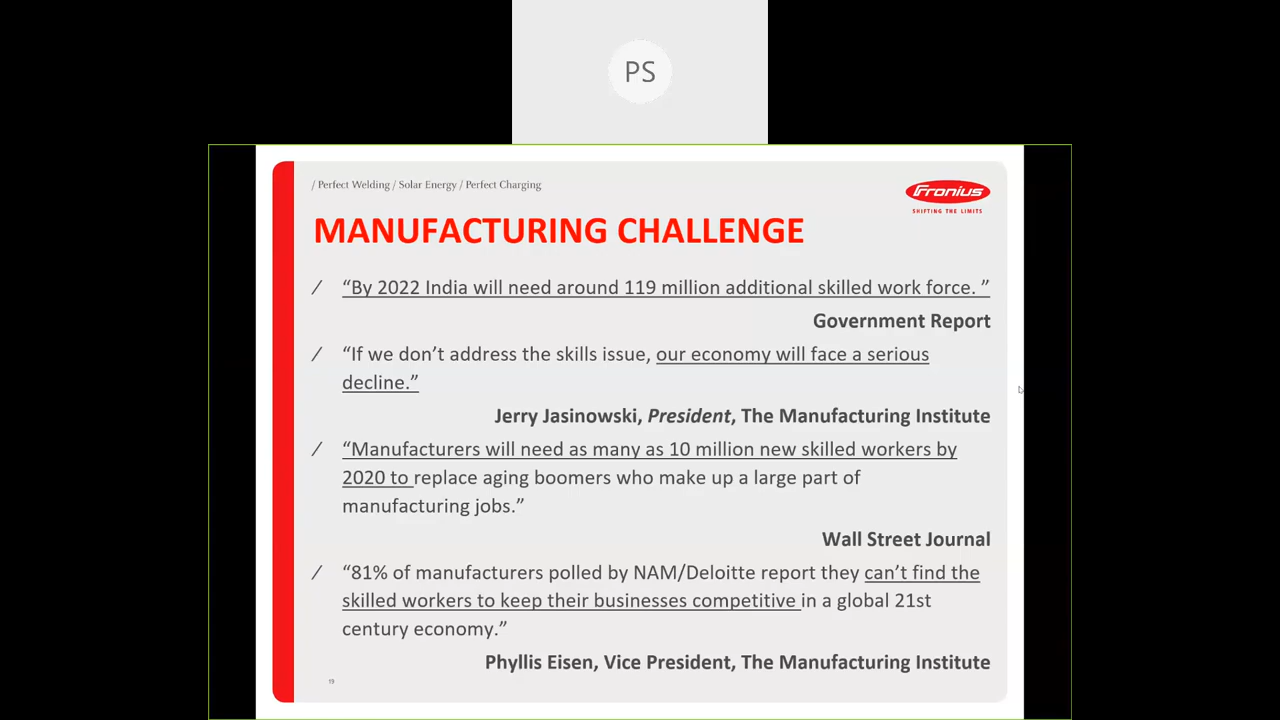 PS
/ Perfect Welding / Solar Energy / Perfect Charging
Fronius
SHIFTING THE LIMITS
MANUFACTURING CHALLENGE
/ “By 2022 India will need around 119 million additional skilled work force. ”
Government Report
/ “If we don’t address the skills issue, our economy will face a serious
decline.”
Jerry Jasinowski, President, The Manufacturing Institute
/ “Manufacturers will need as many as 10 million new skilled workers by
2020 to replace aging boomers who make up a large part of
manufacturing jobs.”
Wall Street Journal
/ “81% of manufacturers polled by NAM/Deloitte report they can’t find the
skilled workers to keep their businesses competitive in a global 21st
century economy.”
Phyllis Eisen, Vice President, The Manufacturing Institute
19